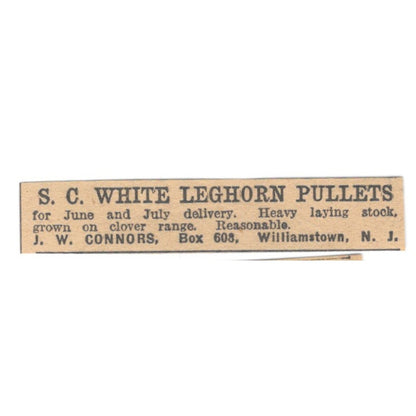 S. C. WHITE LEGHORN PULLETS
for June and July delivery. Heavy laying stock,
grown on clover range. Reasonable.
J. W. CONNORS, Box 603, Williamstown, N. J.